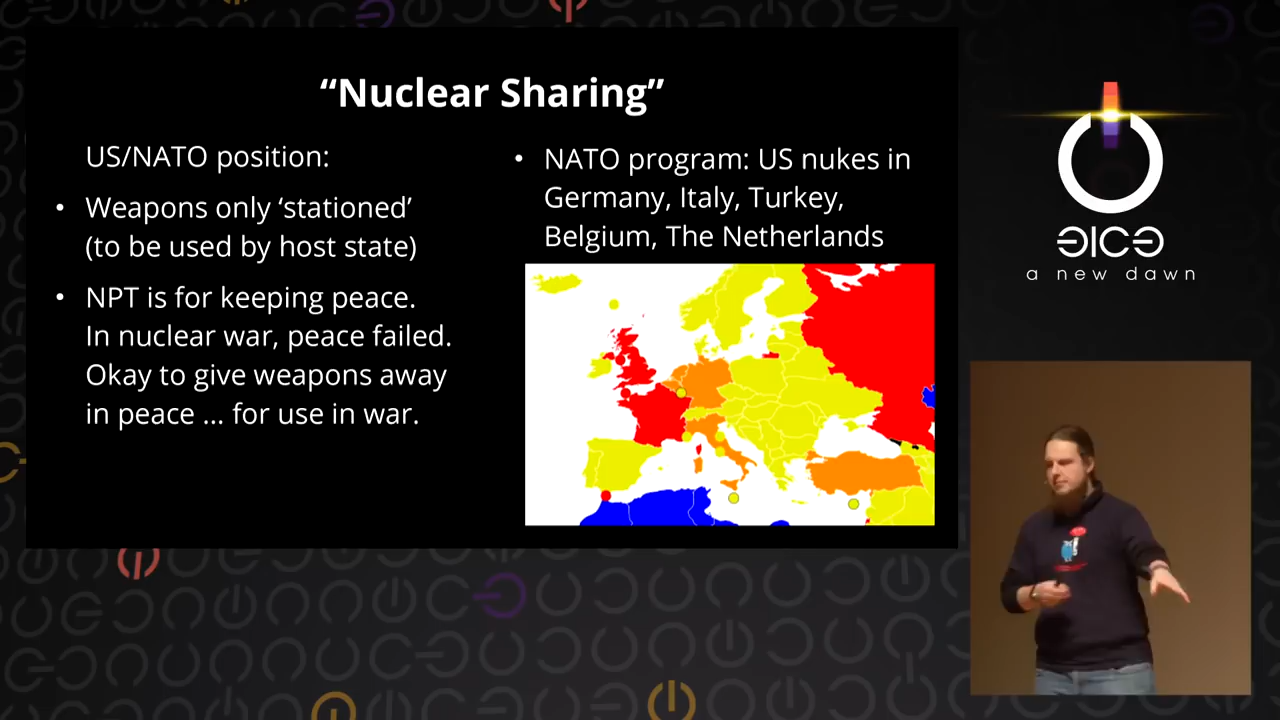 “Nuclear Sharing”
US/NATO position:
• Weapons only ‘stationed’
(to be used by host state)
• NPT is for keeping peace.
In nuclear war, peace failed.
Okay to give weapons away
in peace ... for use in war.
• NATO program: US nukes in
Germany, Italy, Turkey,
Belgium, The Netherlands
a new dawn